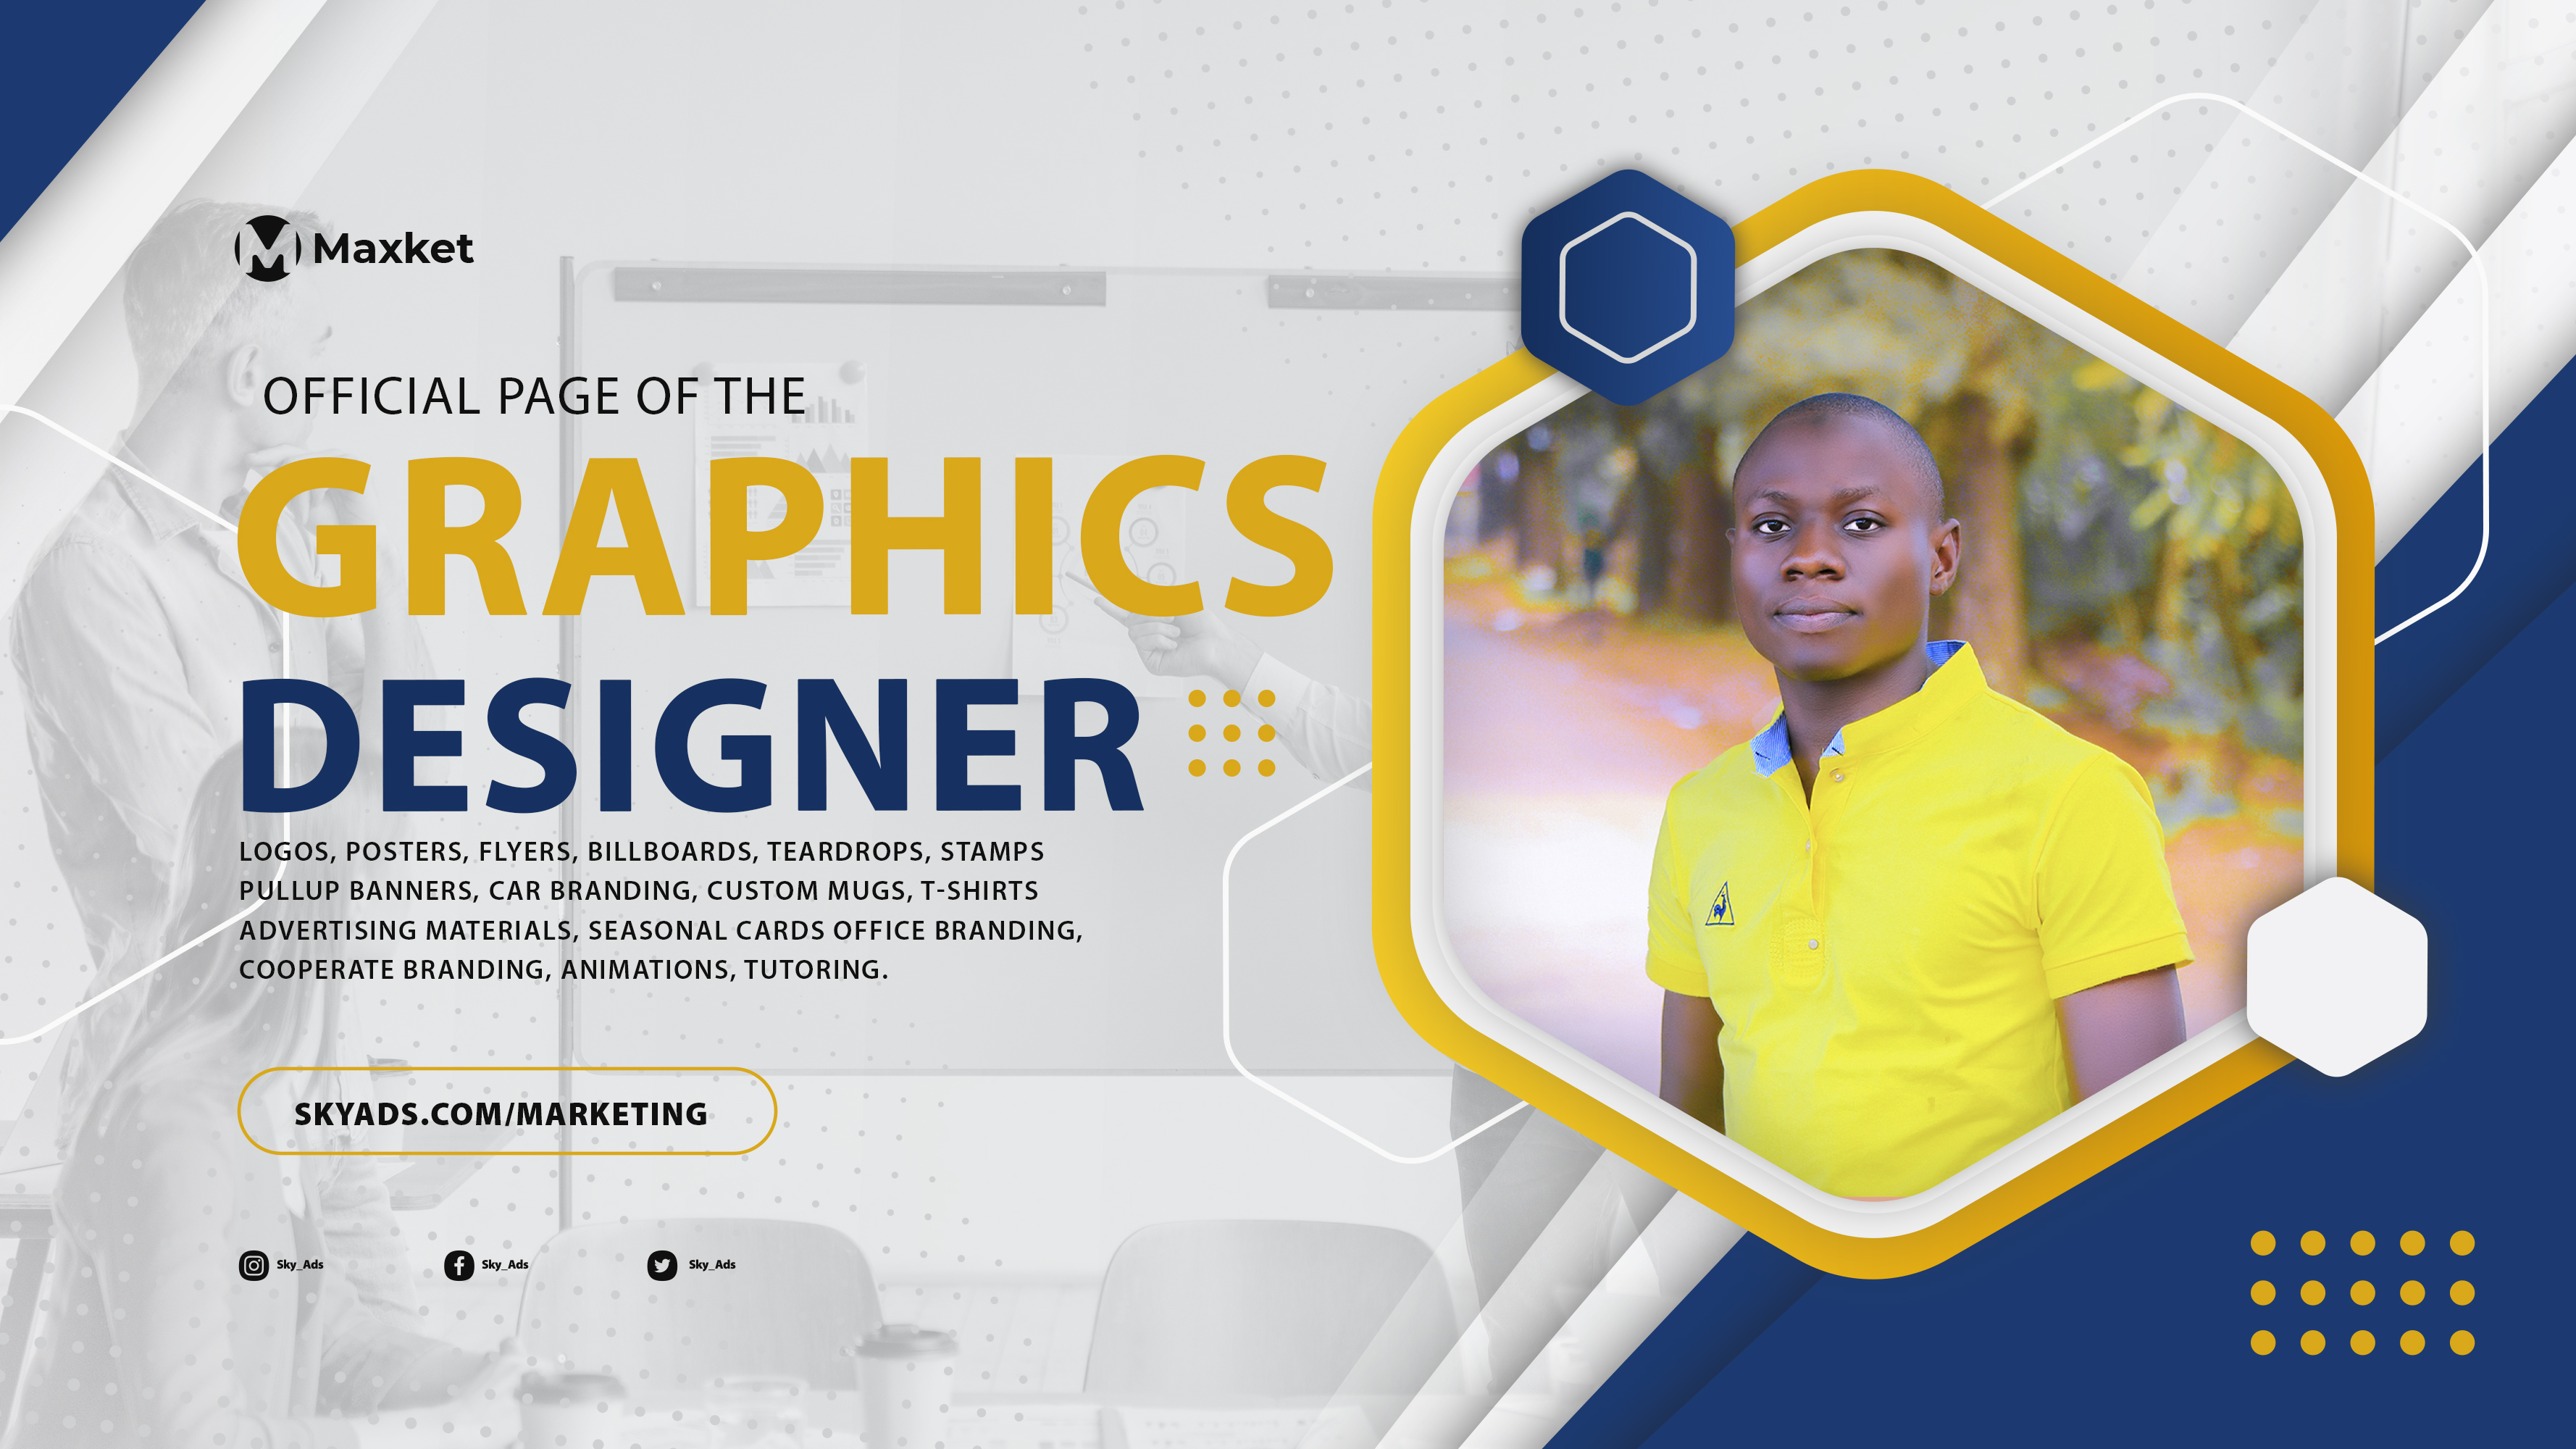 Maxket
OFFICIAL PAGE OF THE
GRAPHICS
DESIGNER
LOGOS, POSTERS, FLYERS, BILLBOARDS, TEARDROPS, STAMPS
PULLUP BANNERS, CAR BRANDING, CUSTOM MUGS, T-SHIRTS
ADVERTISING MATERIALS, SEASONAL CARDS OFFICE BRANDING,
COOPERATE BRANDING, ANIMATIONS, TUTORING.
SKYADS.COM/MARKETING
Sky_Ads Sky_Ads Sky_Ads